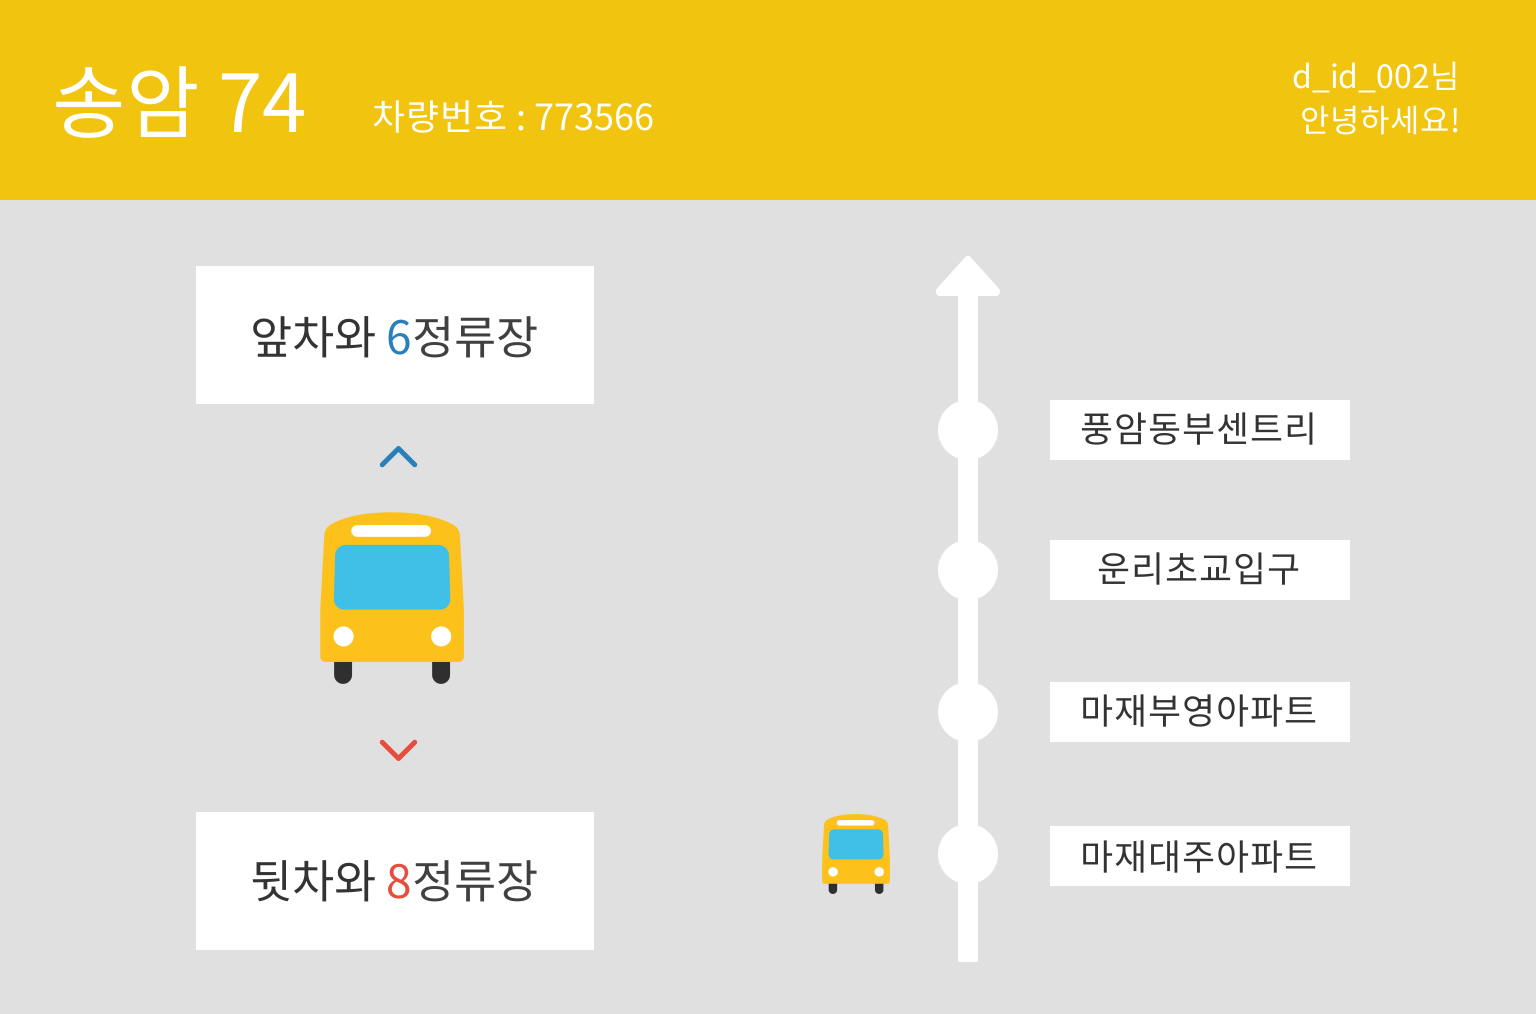 송암 74
차량번호 : 773566
d_id_002님
안녕하세요!
앞차와 6정류장
뒷차와 8정류장
풍암동부센트리
운리초교입구
마재부영아파트
마재대주아파트